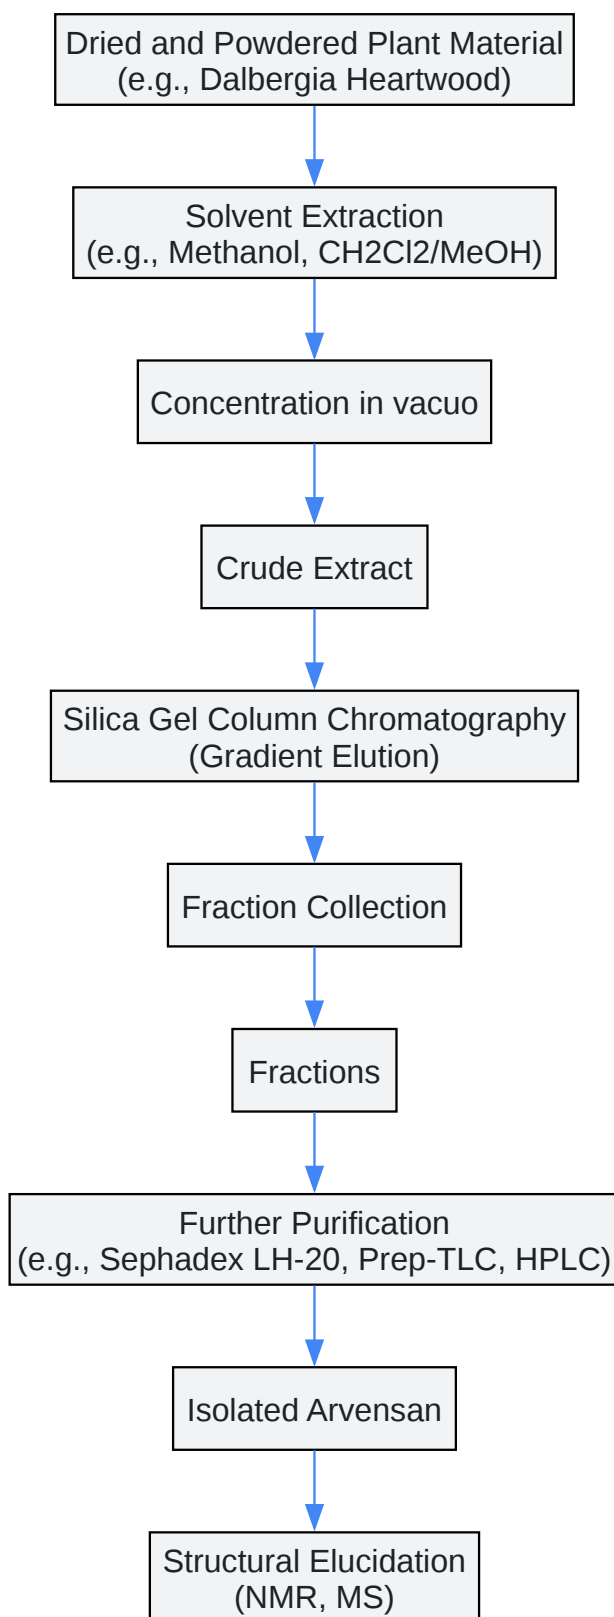 Dried and Powdered Plant Material
(e.g., Dalbergia Heartwood)
Solvent Extraction
(e.g., Methanol, CH2Cl2/MeOH)
Concentration in vacuo
Crude Extract
Silica Gel Column Chromatography
(Gradient Elution)
Fraction Collection
Fractions
Further Purification
(e.g., Sephadex LH-20, Prep-TLC, HPLC)
Isolated Arvensan
Structural Elucidation
(NMR, MS)